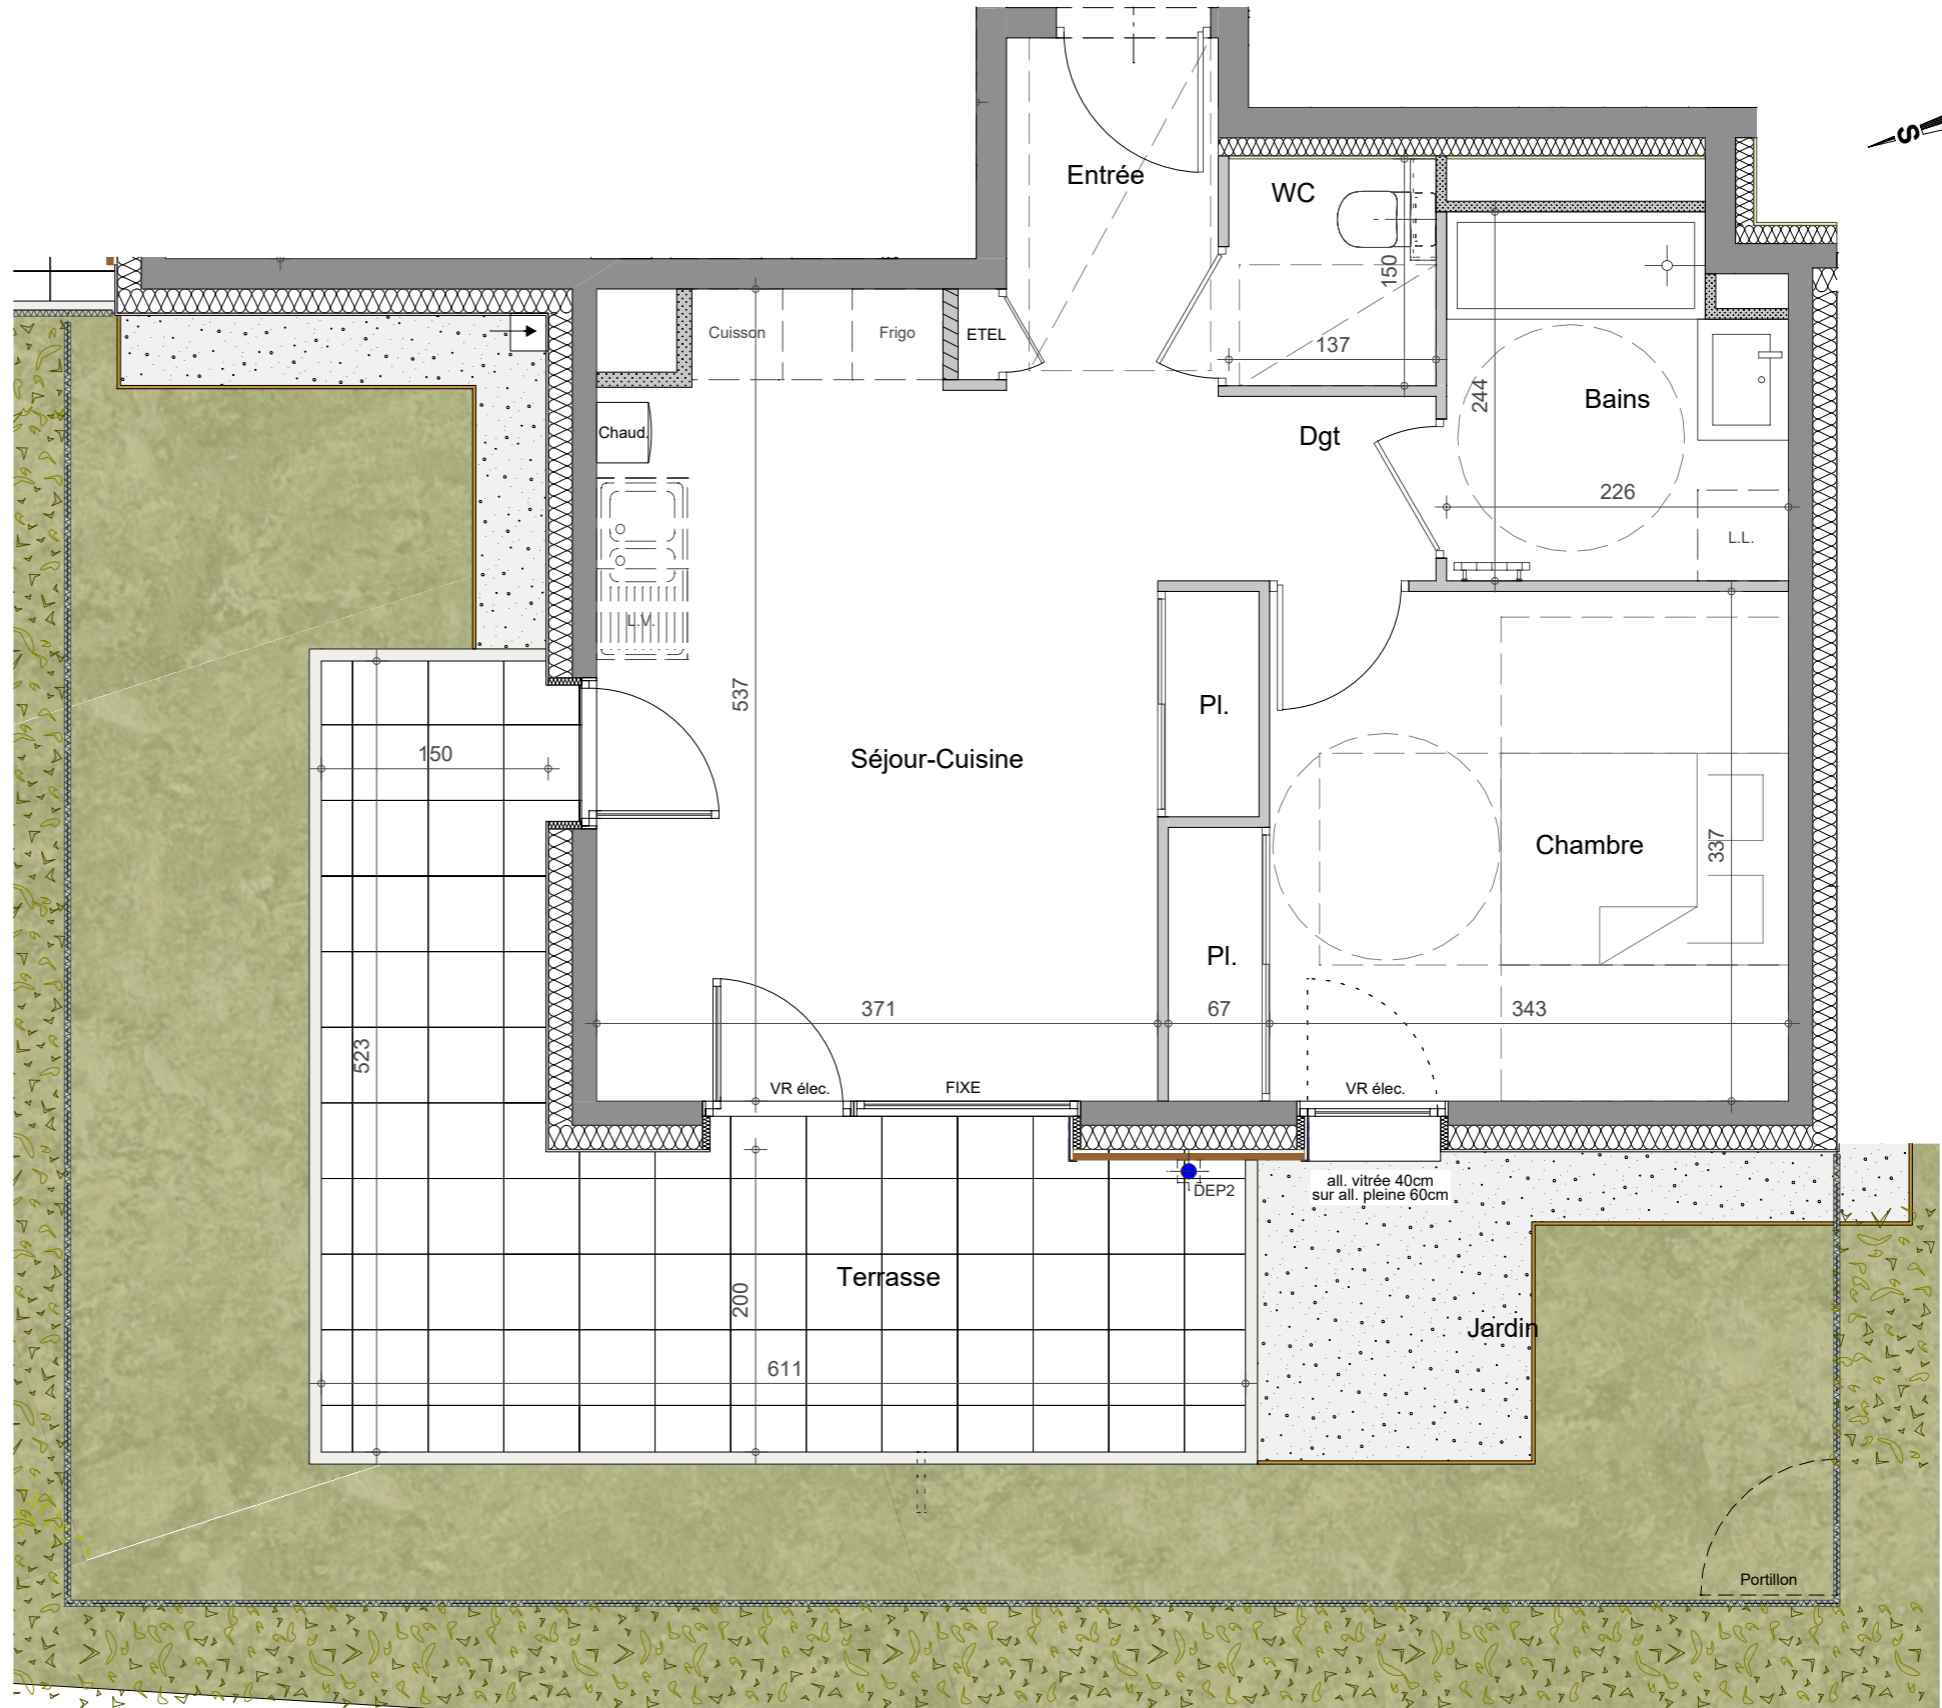 S
Entrée
WC
150
Cuisson
Frigo
ETEL
137
Bains
Chaud.
Dgt
244
226
L.L.
L.V.
537
Pl.
150
Séjour-Cuisine
Chambre
337
Pl.
371
67
343
523
VR élec.
FIXE
VR élec.
all. vitrée 40cm
sur all. pleine 60cm
DEP2
Terrasse
200
Jardin
611
Portillon